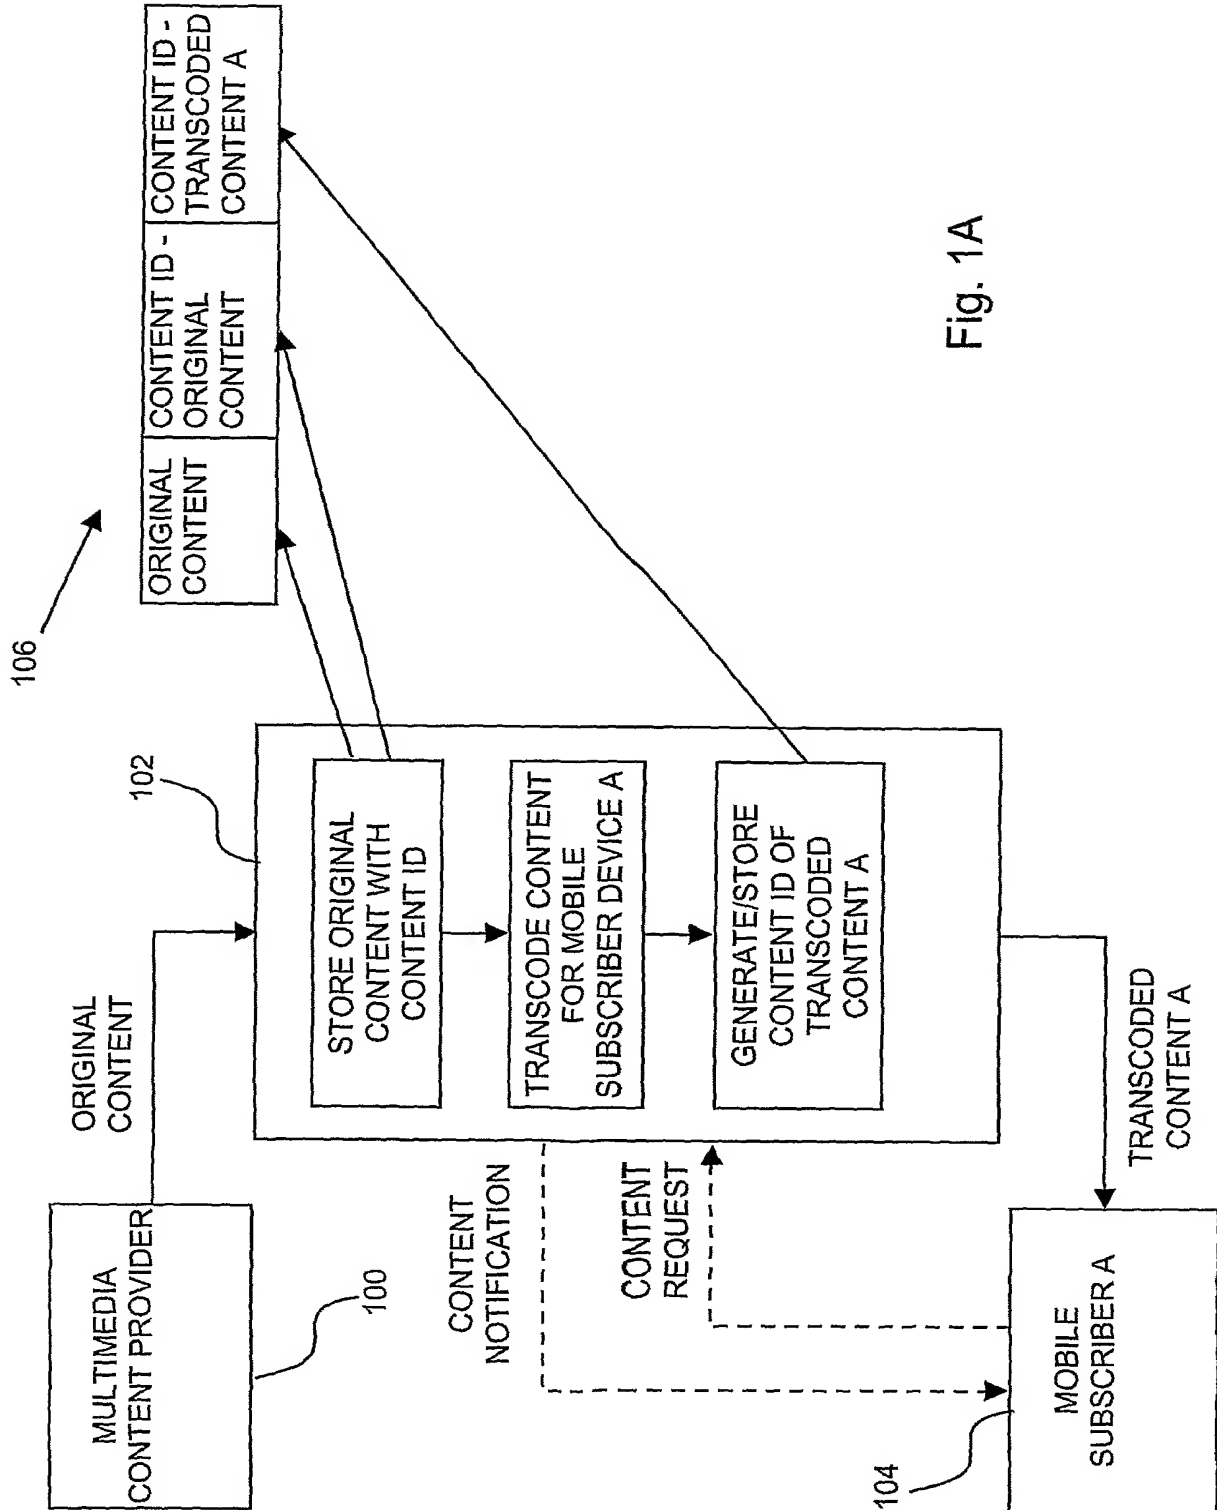 MULTIMEDIA
CONTENT PROVIDER
100
ORIGINAL
CONTENT
102
STORE ORIGINAL
CONTENT WITH
CONTENT ID
TRANSCODE CONTENT
FOR MOBILE
SUBSCRIBER DEVICE A
GENERATE/STORE
CONTENT ID OF
TRANSCODED
CONTENT A
106
ORIGINAL
CONTENT
CONTENT ID -
ORIGINAL
CONTENT
CONTENT ID -
TRANSCODED
CONTENT A
CONTENT
NOTIFICATION
CONTENT
REQUEST
TRANSCODED
CONTENT A
MOBILE
SUBSCRIBER A
104
Fig. 1A